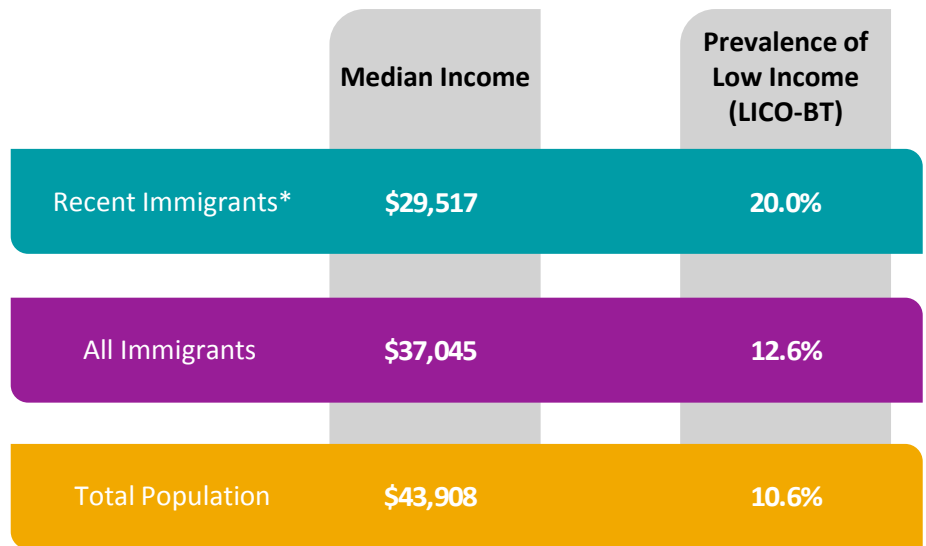 Median Income
Prevalence of
Low Income
(LICO-BT)
Recent Immigrants* $29,517 20.0%
All Immigrants $37,045 12.6%
Total Population $43,908 10.6%